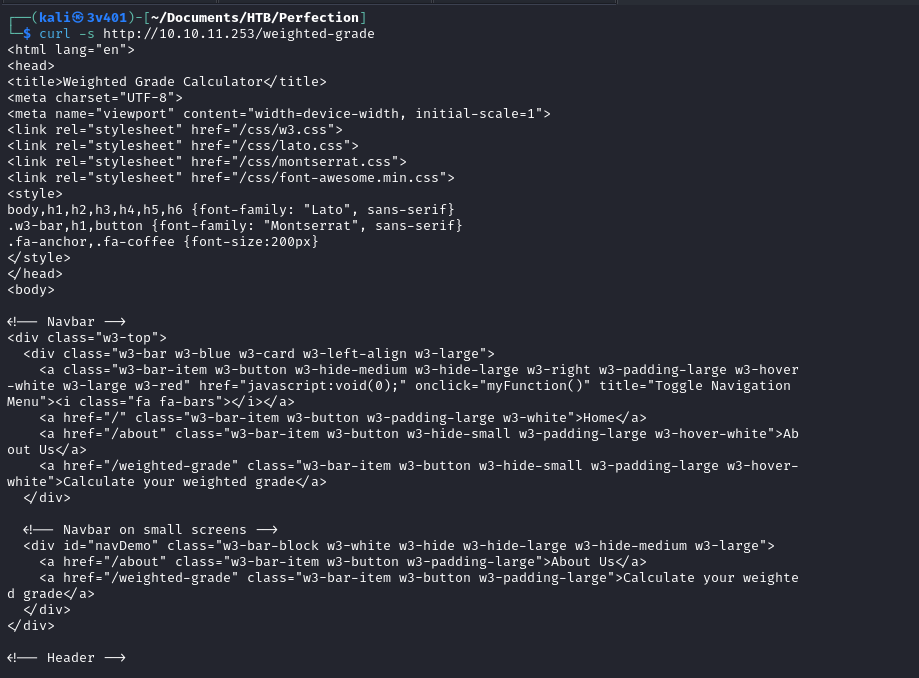 ┌──(kali㉿3v401)-[~/Documents/HTB/Perfection]
└─$ curl -s http://10.10.11.253/weighted-grade
<html lang="en">
<head>
<title>Weighted Grade Calculator</title>
<meta charset="UTF-8">
<meta name="viewport" content="width=device-width, initial-scale=1">
<link rel="stylesheet" href="/css/w3.css">
<link rel="stylesheet" href="/css/lato.css">
<link rel="stylesheet" href="/css/montserrat.css">
<link rel="stylesheet" href="/css/font-awesome.min.css">
<style>
body,h1,h2,h3,h4,h5,h6 {font-family: "Lato", sans-serif}
.w3-bar,h1,button {font-family: "Montserrat", sans-serif}
.fa-anchor,.fa-coffee {font-size:200px}
</style>
</head>
<body>

<!-- Navbar -->
<div class="w3-top">
  <div class="w3-bar w3-blue w3-card w3-left-align w3-large">
    <a class="w3-bar-item w3-button w3-hide-medium w3-hide-large w3-right w3-padding-large w3-hover
-white w3-large w3-red" href="javascript:void(0);" onclick="myFunction()" title="Toggle Navigation
Menu"><i class="fa fa-bars"></i></a>
    <a href="/" class="w3-bar-item w3-button w3-padding-large w3-white">Home</a>
    <a href="/about" class="w3-bar-item w3-button w3-hide-small w3-padding-large w3-hover-white">Ab
out Us</a>
    <a href="/weighted-grade" class="w3-bar-item w3-button w3-hide-small w3-padding-large w3-hover-
white">Calculate your weighted grade</a>
  </div>

  <!-- Navbar on small screens -->
  <div id="navDemo" class="w3-bar-block w3-white w3-hide w3-hide-large w3-hide-medium w3-large">
    <a href="/about" class="w3-bar-item w3-button w3-padding-large">About Us</a>
    <a href="/weighted-grade" class="w3-bar-item w3-button w3-padding-large">Calculate your weighte
d grade</a>
  </div>
</div>

<!-- Header -->